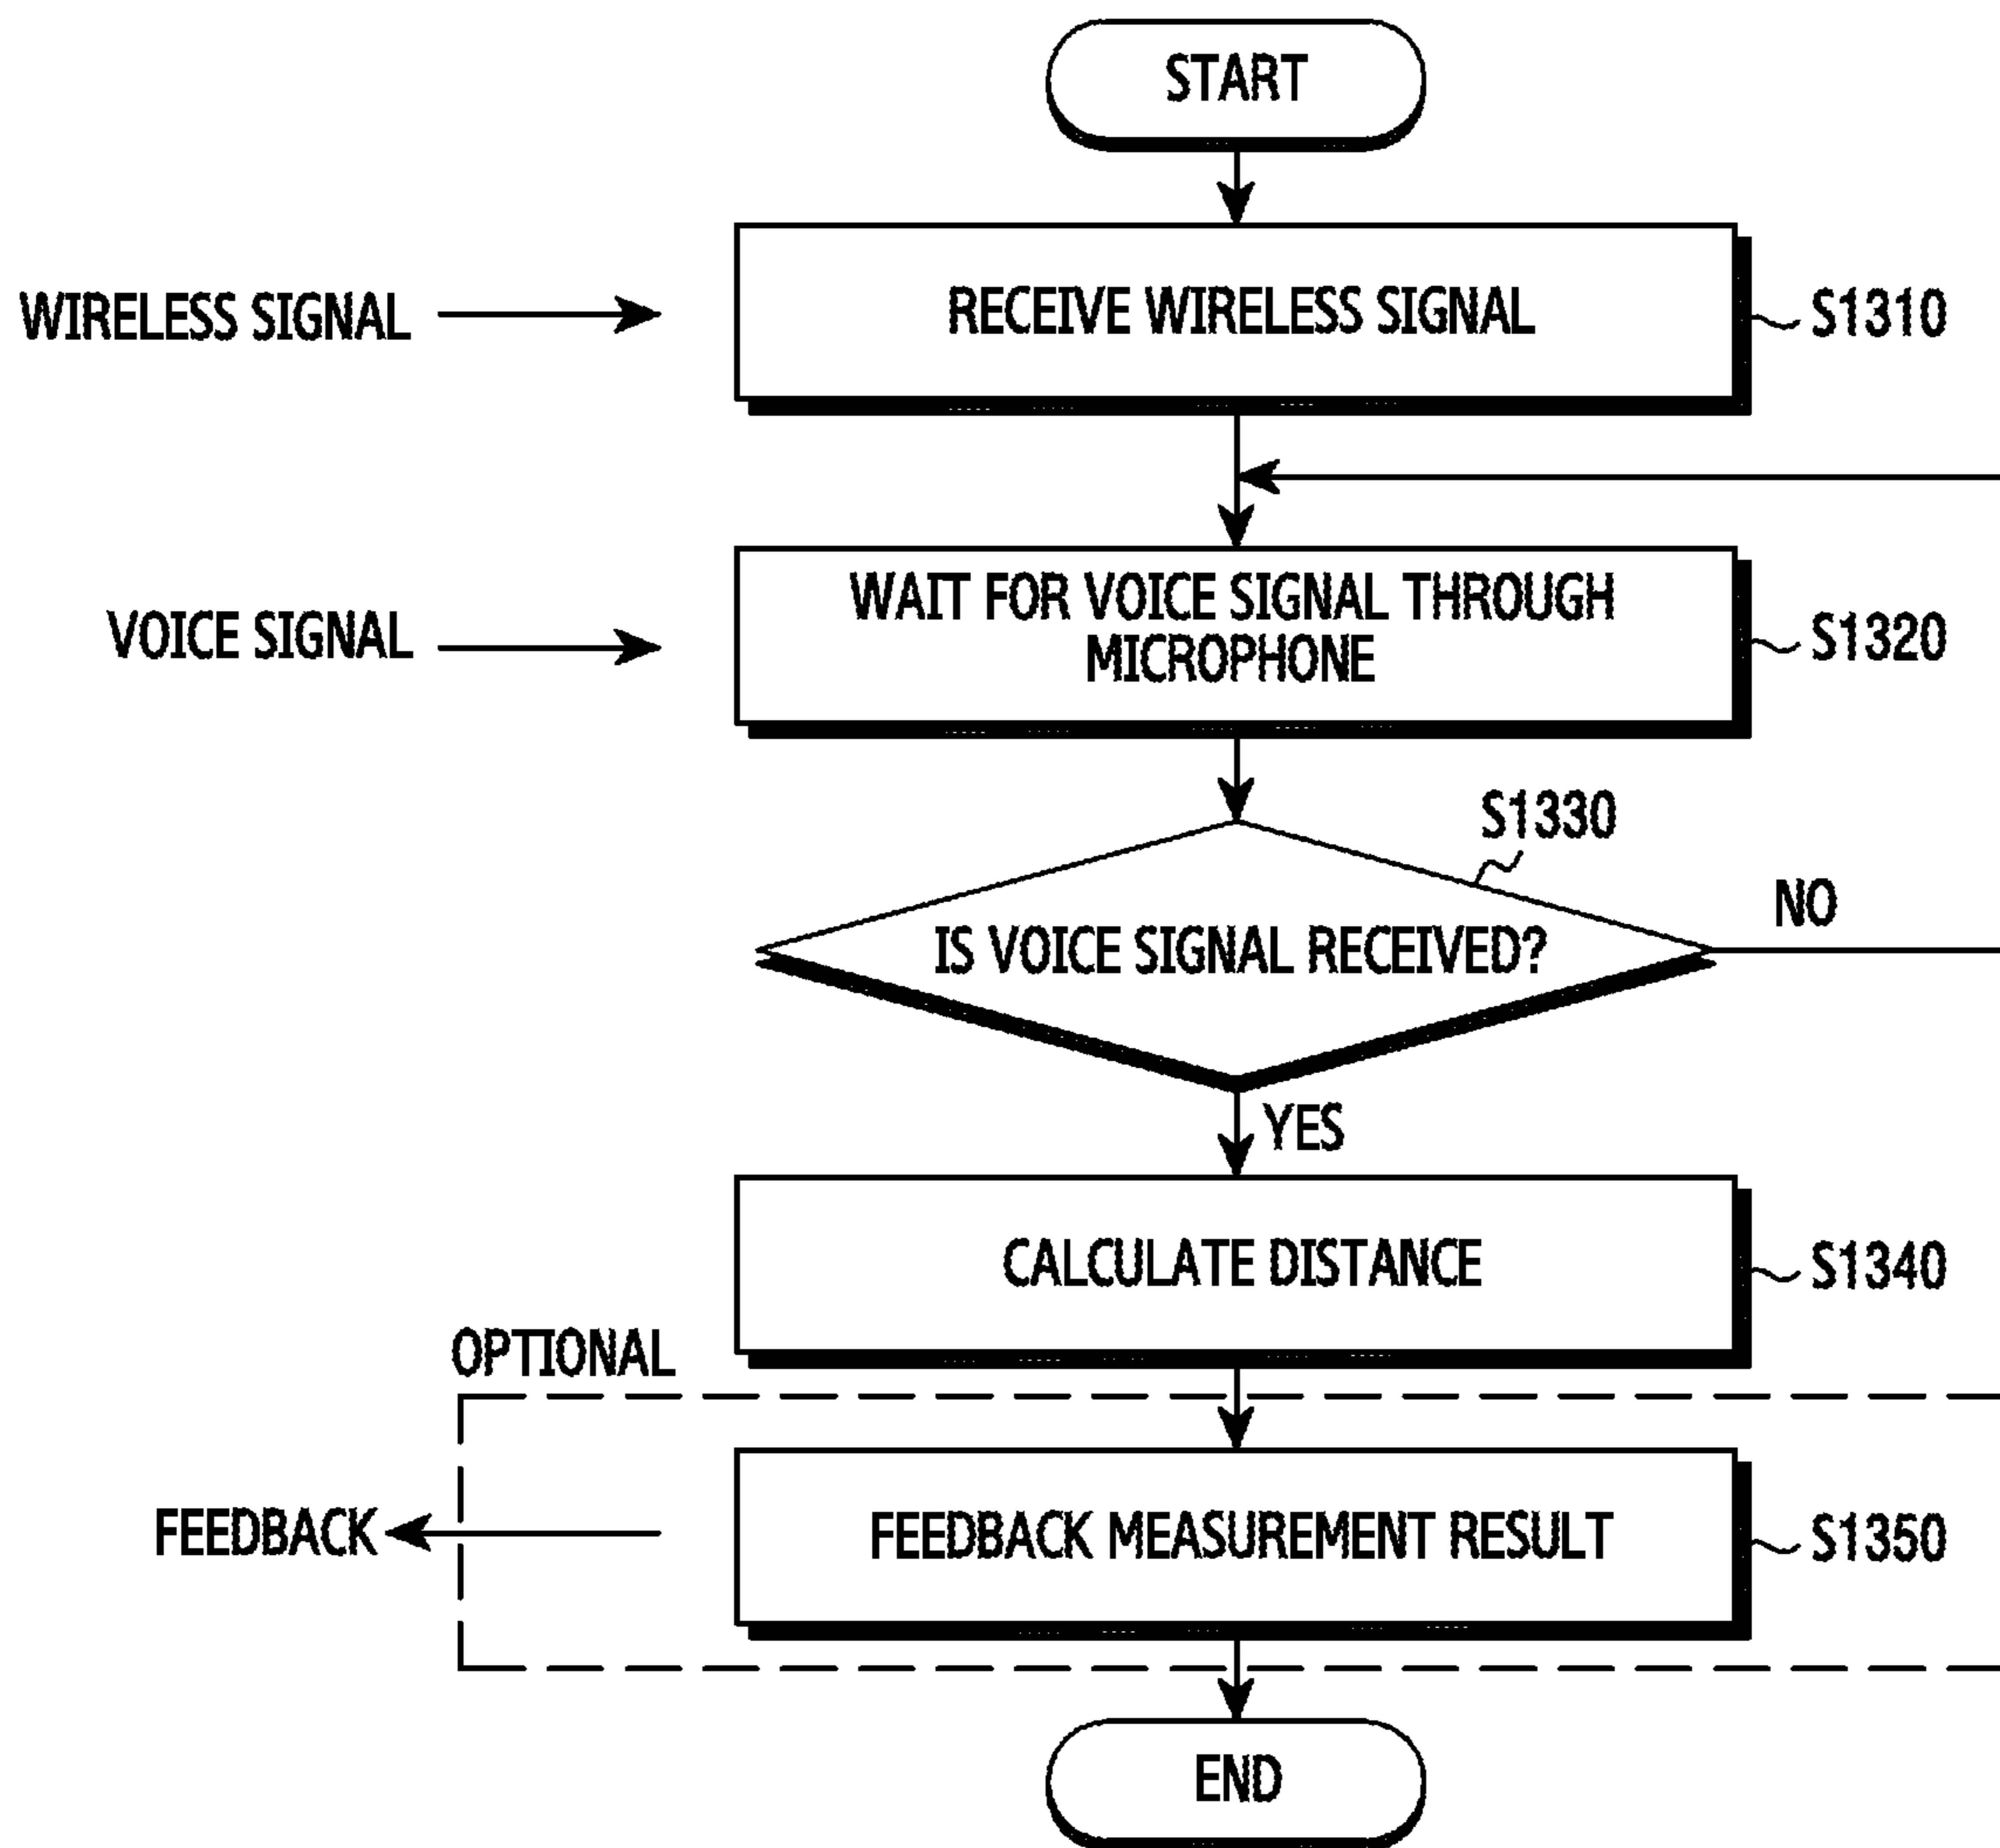 START
WIRELESS SIGNAL
RECEIVE WIRELESS SIGNAL
S1310
VOICE SIGNAL
WAIT FOR VOICE SIGNAL THROUGH
MICROPHONE
S1320
S1330
IS VOICE SIGNAL RECEIVED?
NO
YES
CALCULATE DISTANCE
S1340
OPTIONAL
FEEDBACK
FEEDBACK MEASUREMENT RESULT
S1350
END